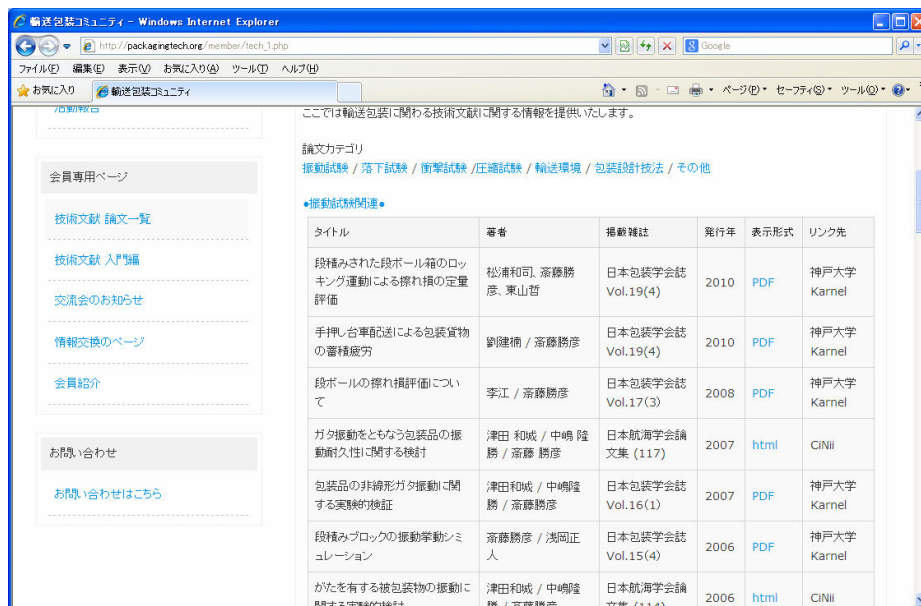 輸送包装コミュニティ - Windows Internet Explorer
http://packagingtech.org/member/tech_1.php
Google
ファイル(F) 編集(E) 表示(V) お気に入り(A) ツール(T) ヘルプ(H)
お気に入り 輸送包装コミュニティ ページ(P) セーフティ(S) ツール(O)
活動報告
会員専用ページ
技術文献 論文一覧
技術文献 入門編
交流会のお知らせ
情報交換のページ
会員紹介
お問い合わせ
お問い合わせはこちら
ここでは輸送包装に関わる技術文献に関する情報を提供いたします。
論文カテゴリ
振動試験 / 落下試験 / 衝撃試験 /圧縮試験 / 輸送環境 / 包装設計技法 / その他
●振動試験関連●
タイトル 著者 掲載雑誌 発行年 表示形式 リンク先
段積みされた段ボール箱のロッ
キング運動による擦れ損の定量
評価
松浦和司、斎藤勝
彦、東山哲
日本包装学会誌
Vol.19(4)
2010 PDF
神戸大学
Karnel
手押し台車配送による包装貨物
の蓄積疲労
劉建楠 / 斎藤勝彦
日本包装学会誌
Vol.19(4)
2010 PDF
神戸大学
Karnel
段ボールの擦れ損評価につい
て
李江 / 斎藤勝彦
日本包装学会誌
Vol.17(3)
2008 PDF
神戸大学
Karnel
ガタ振動をともなう包装品の振
動耐久性に関する検討
津田 和城 / 中嶋 隆
勝 / 斎藤 勝彦
日本航海学会論
文集 (117)
2007 html CiNii
包装品の非線形ガタ振動に関
する実験的検証
津田和城 / 中嶋隆
勝 / 斎藤勝彦
日本包装学会誌
Vol.16(1)
2007 PDF
神戸大学
Karnel
段積みブロックの振動挙動シミ
ュレーション
斎藤勝彦 / 浅岡正
人
日本包装学会誌
Vol.15(4)
2006 PDF
神戸大学
Karnel
がたを有する被包装物の振動に
関する実験的検討
津田和城 / 中嶋隆
勝 / 斎藤勝彦
日本航海学会論
文集 (114)
2006 html CiNii